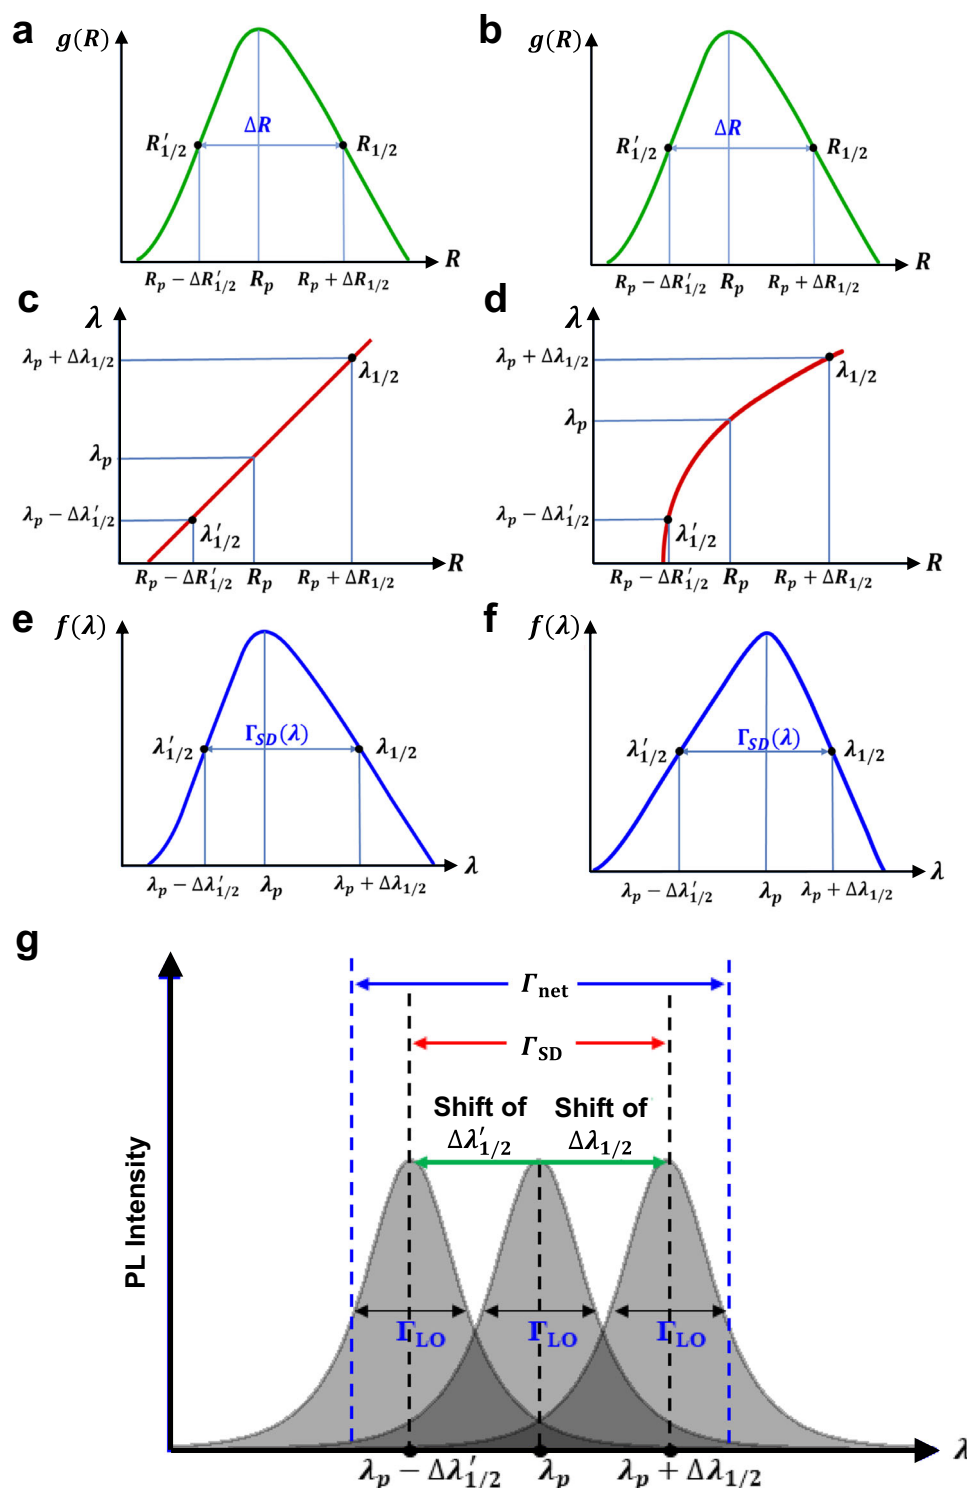 a
g(R)
ΔR
R′1/2
R1/2
R
Rp − ΔR′1/2
Rp
Rp + ΔR1/2
b
g(R)
ΔR
R′1/2
R1/2
R
Rp − ΔR′1/2
Rp
Rp + ΔR1/2
c
λ
λp + Δλ1/2
λ1/2
λp
λp − Δλ′1/2
λ′1/2
R
Rp − ΔR′1/2
Rp
Rp + ΔR1/2
d
λ
λp + Δλ1/2
λ1/2
λp
λp − Δλ′1/2
λ′1/2
R
Rp − ΔR′1/2
Rp
Rp + ΔR1/2
e
f(λ)
ΓSD(λ)
λ′1/2
λ1/2
λ
λp − Δλ′1/2
λp
λp + Δλ1/2
f
f(λ)
ΓSD(λ)
λ′1/2
λ1/2
λ
λp − Δλ′1/2
λp
λp + Δλ1/2
g
Γnet
ΓSD
Shift of Δλ′1/2
Shift of Δλ1/2
PL Intensity
ΓLO
ΓLO
ΓLO
λ
λp − Δλ′1/2
λp
λp + Δλ1/2